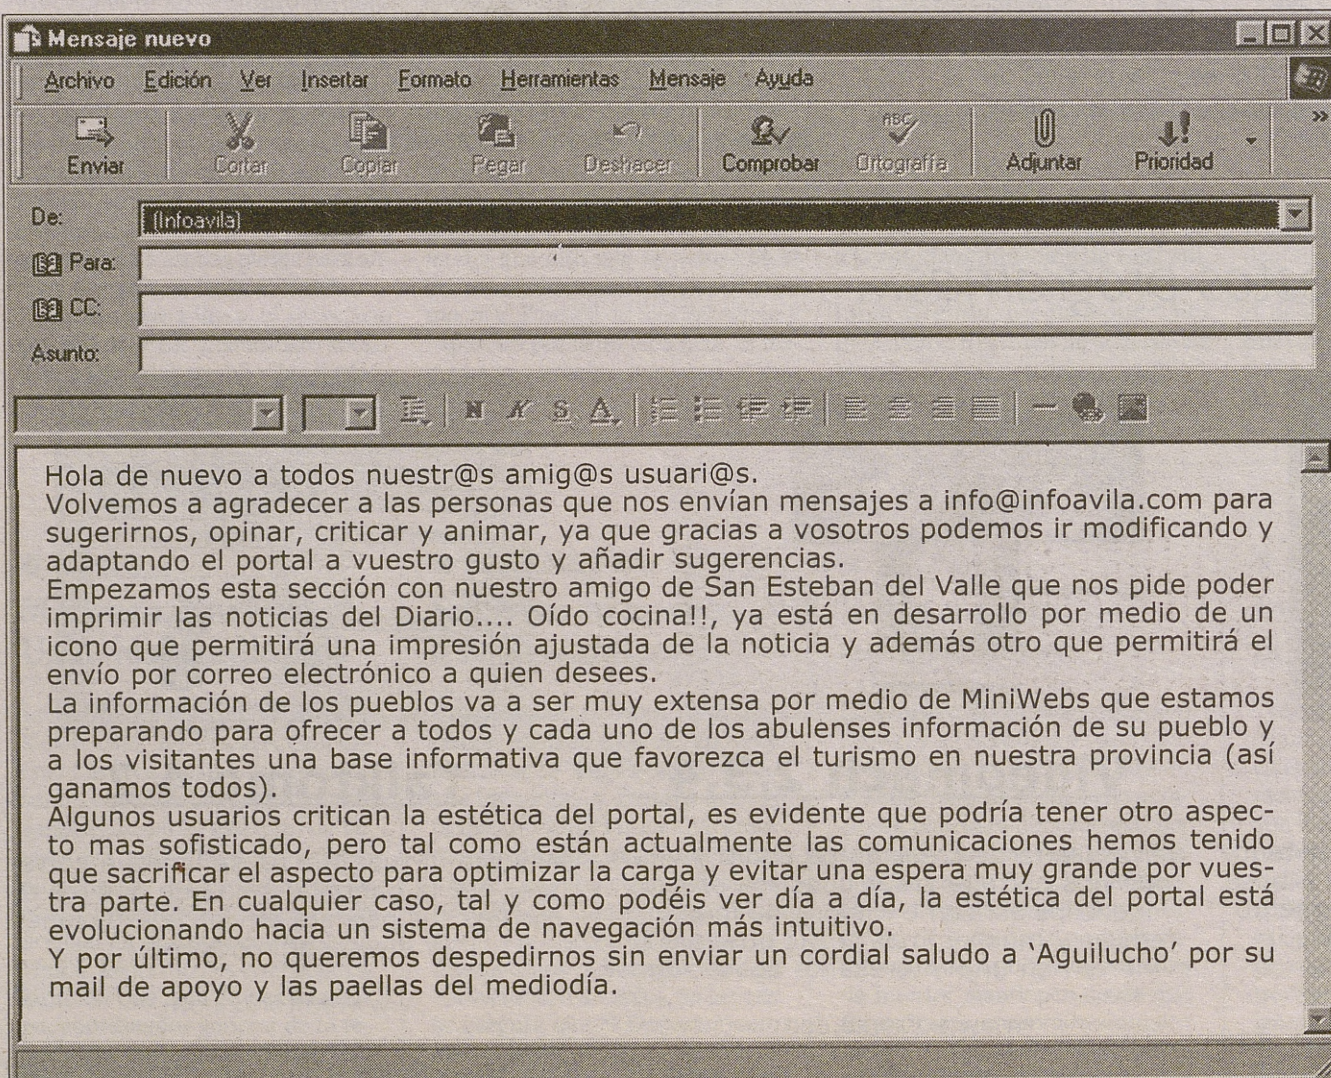 Mensaje nuevo
Archivo Edición Ver Insertar Formato Herramientas Mensaje Ayuda
Enviar Cortar Copiar Pegar Deshacer Comprobar Ortografía Adjuntar Prioridad »
De: (Infoavila)
Para:
CC:
Asunto:
N K S A
Hola de nuevo a todos nuestr@s amig@s usuari@s.
Volvemos a agradecer a las personas que nos envían mensajes a info@infoavila.com para
sugerirnos, opinar, criticar y animar, ya que gracias a vosotros podemos ir modificando y
adaptando el portal a vuestro gusto y añadir sugerencias.
Empezamos esta sección con nuestro amigo de San Esteban del Valle que nos pide poder
imprimir las noticias del Diario.... Oído cocina!!, ya está en desarrollo por medio de un
icono que permitirá una impresión ajustada de la noticia y además otro que permitirá el
envío por correo electrónico a quien desees.
La información de los pueblos va a ser muy extensa por medio de MiniWebs que estamos
preparando para ofrecer a todos y cada uno de los abulenses información de su pueblo y
a los visitantes una base informativa que favorezca el turismo en nuestra provincia (así
ganamos todos).
Algunos usuarios critican la estética del portal, es evidente que podría tener otro aspec-
to mas sofisticado, pero tal como están actualmente las comunicaciones hemos tenido
que sacrificar el aspecto para optimizar la carga y evitar una espera muy grande por vues-
tra parte. En cualquier caso, tal y como podéis ver día a día, la estética del portal está
evolucionando hacia un sistema de navegación más intuitivo.
Y por último, no queremos despedirnos sin enviar un cordial saludo a ‘Aguilucho’ por su
mail de apoyo y las paellas del mediodía.